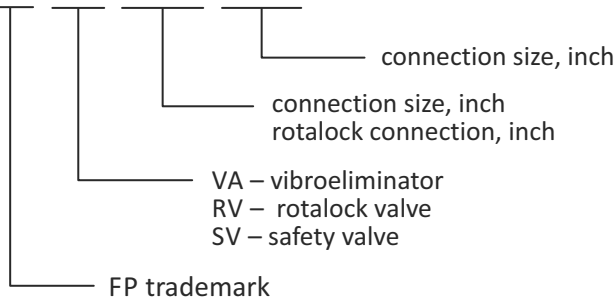 connection size, inch
connection size, inch
rotalock connection, inch
VA – vibroeliminator
RV – rotalock valve
SV – safety valve
FP trademark